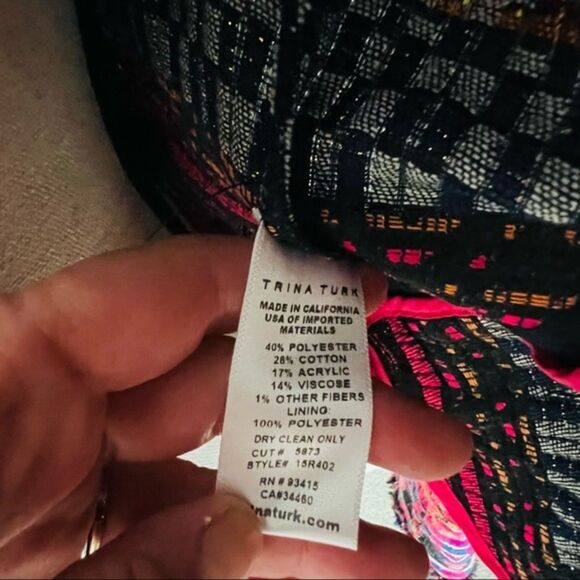 TRINA TURK
MADE IN CALIFORNIA
USA OF IMPORTED
MATERIALS
40% POLYESTER
28% COTTON
17% ACRYLIC
14% VISCOSE
1% OTHER FIBERS
LINING:
100% POLYESTER
DRY CLEAN ONLY
CUT# 5873
STYLE# 15R402
RN # 93415
CA#34460
inaturk.com